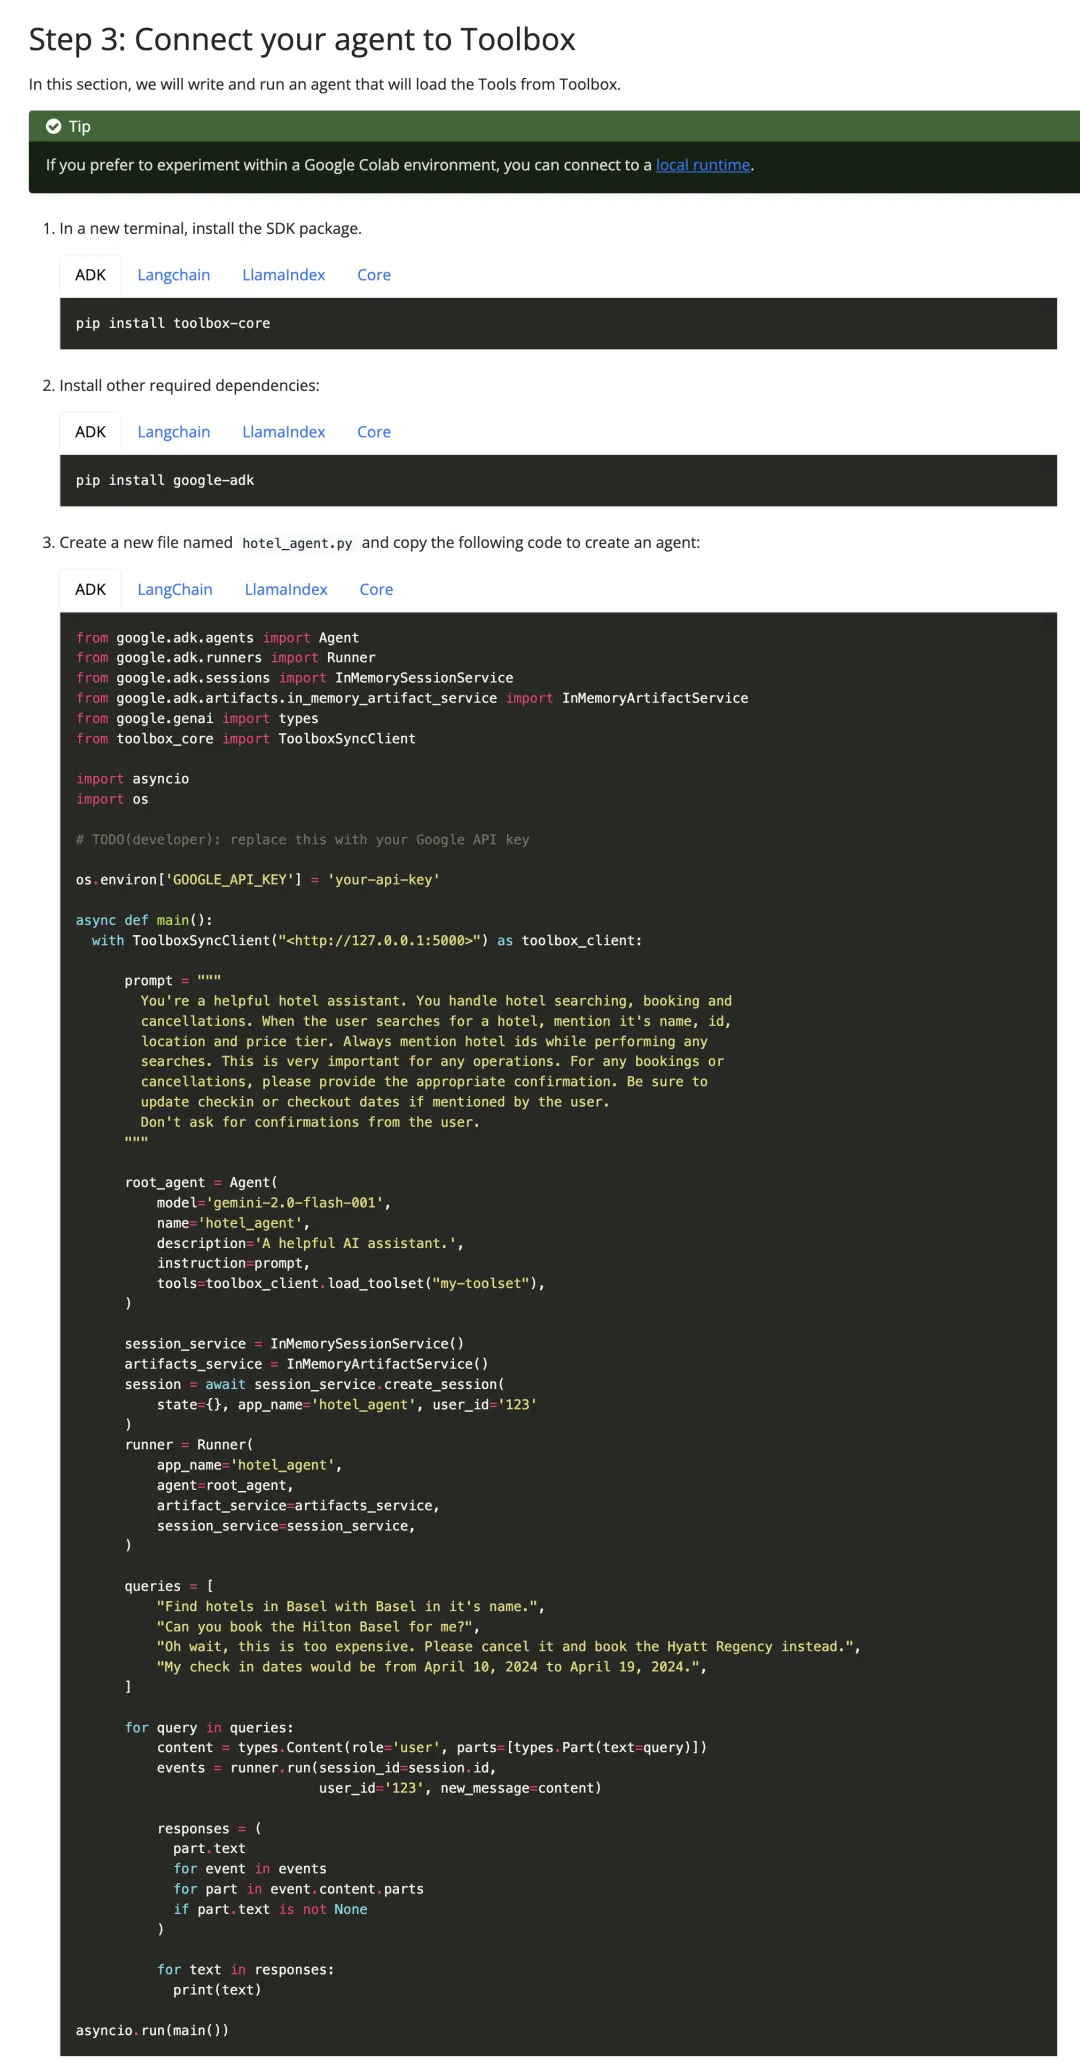 Step 3: Connect your agent to Toolbox
In this section, we will write and run an agent that will load the Tools from Toolbox.
Tip
If you prefer to experiment within a Google Colab environment, you can connect to a local runtime.
1. In a new terminal, install the SDK package.
ADK Langchain LlamaIndex Core
pip install toolbox-core
2. Install other required dependencies:
ADK Langchain LlamaIndex Core
pip install google-adk
3. Create a new file named hotel_agent.py and copy the following code to create an agent:
ADK LangChain LlamaIndex Core
from google.adk.agents import Agent
from google.adk.runners import Runner
from google.adk.sessions import InMemorySessionService
from google.adk.artifacts.in_memory_artifact_service import InMemoryArtifactService
from google.genai import types
from toolbox_core import ToolboxSyncClient
import asyncio
import os
# TODO(developer): replace this with your Google API key
os.environ['GOOGLE_API_KEY'] = 'your-api-key'
async def main():
  with ToolboxSyncClient("<http://127.0.0.1:5000>") as toolbox_client:
      prompt = """
        You're a helpful hotel assistant. You handle hotel searching, booking and
        cancellations. When the user searches for a hotel, mention it's name, id,
        location and price tier. Always mention hotel ids while performing any
        searches. This is very important for any operations. For any bookings or
        cancellations, please provide the appropriate confirmation. Be sure to
        update checkin or checkout dates if mentioned by the user.
        Don't ask for confirmations from the user.
      """
      root_agent = Agent(
          model='gemini-2.0-flash-001',
          name='hotel_agent',
          description='A helpful AI assistant.',
          instruction=prompt,
          tools=toolbox_client.load_toolset("my-toolset"),
      )
      session_service = InMemorySessionService()
      artifacts_service = InMemoryArtifactService()
      session = await session_service.create_session(
          state={}, app_name='hotel_agent', user_id='123'
      )
      runner = Runner(
          app_name='hotel_agent',
          agent=root_agent,
          artifact_service=artifacts_service,
          session_service=session_service,
      )
      queries = [
          "Find hotels in Basel with Basel in it's name.",
          "Can you book the Hilton Basel for me?",
          "Oh wait, this is too expensive. Please cancel it and book the Hyatt Regency instead.",
          "My check in dates would be from April 10, 2024 to April 19, 2024.",
      ]
      for query in queries:
          content = types.Content(role='user', parts=[types.Part(text=query)])
          events = runner.run(session_id=session.id,
                              user_id='123', new_message=content)
          responses = (
            part.text
            for event in events
            for part in event.content.parts
            if part.text is not None
          )
          for text in responses:
            print(text)
asyncio.run(main())